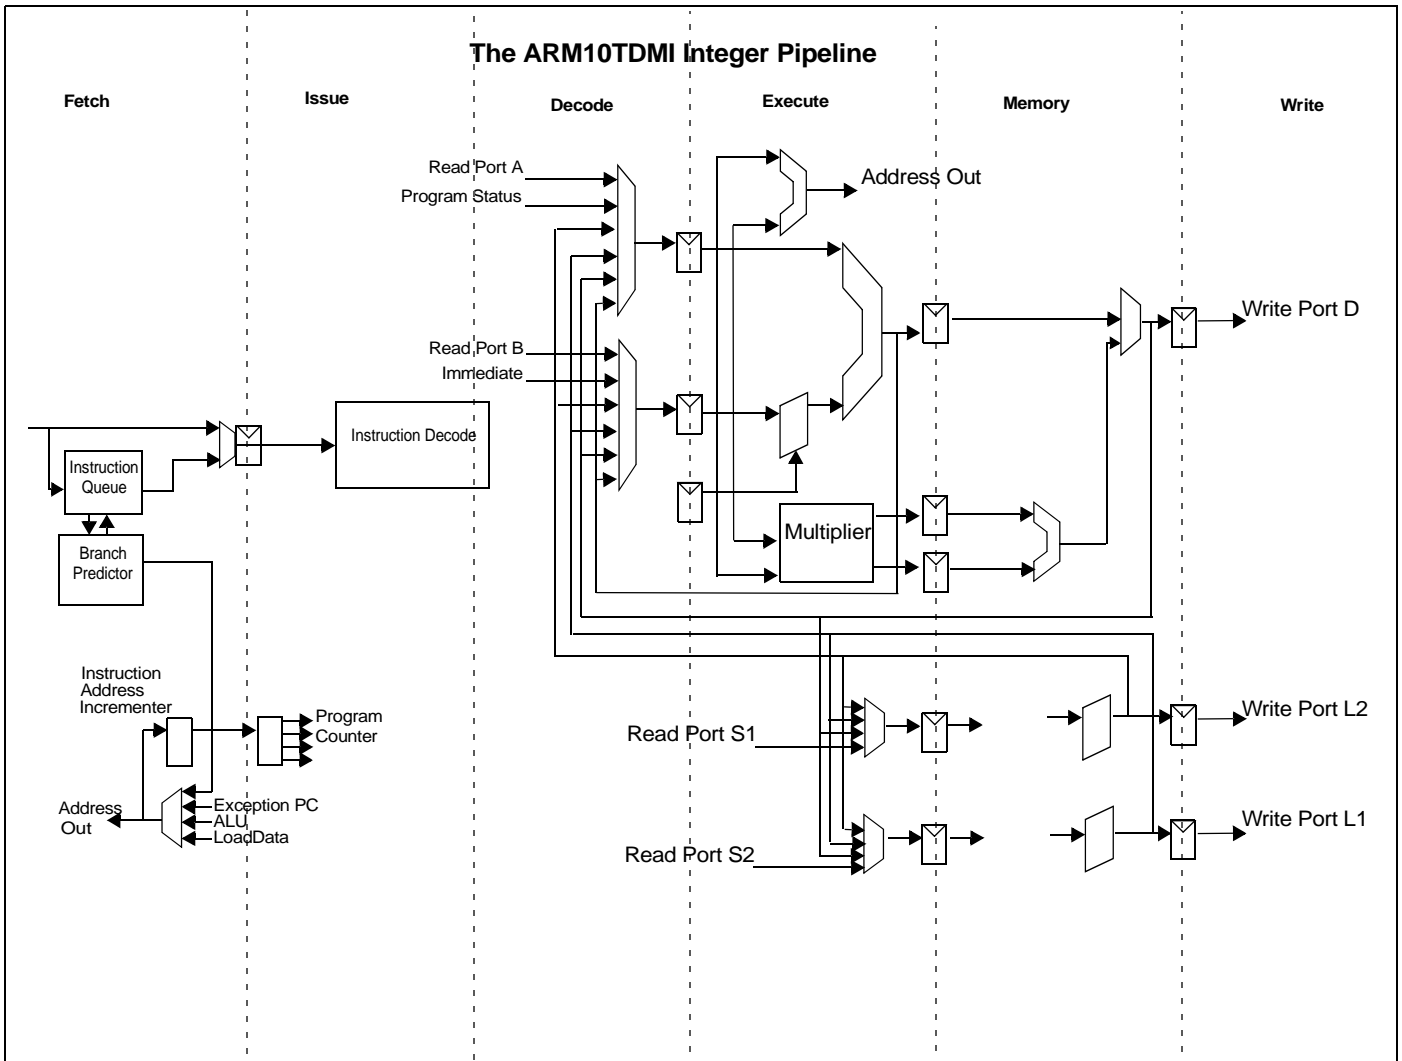 The ARM10TDMI Integer Pipeline
Fetch
Issue
Decode
Execute
Memory
Write
Read Port A
Program Status
Address Out
Write Port D
Read Port B
Immediate
Instruction Decode
Instruction
Queue
Multiplier
Branch
Predictor
Instruction
Address
Incrementer
Program
Counter
Read Port S1
Write Port L2
Address
Out
Exception PC
ALU
LoadData
Read Port S2
Write Port L1